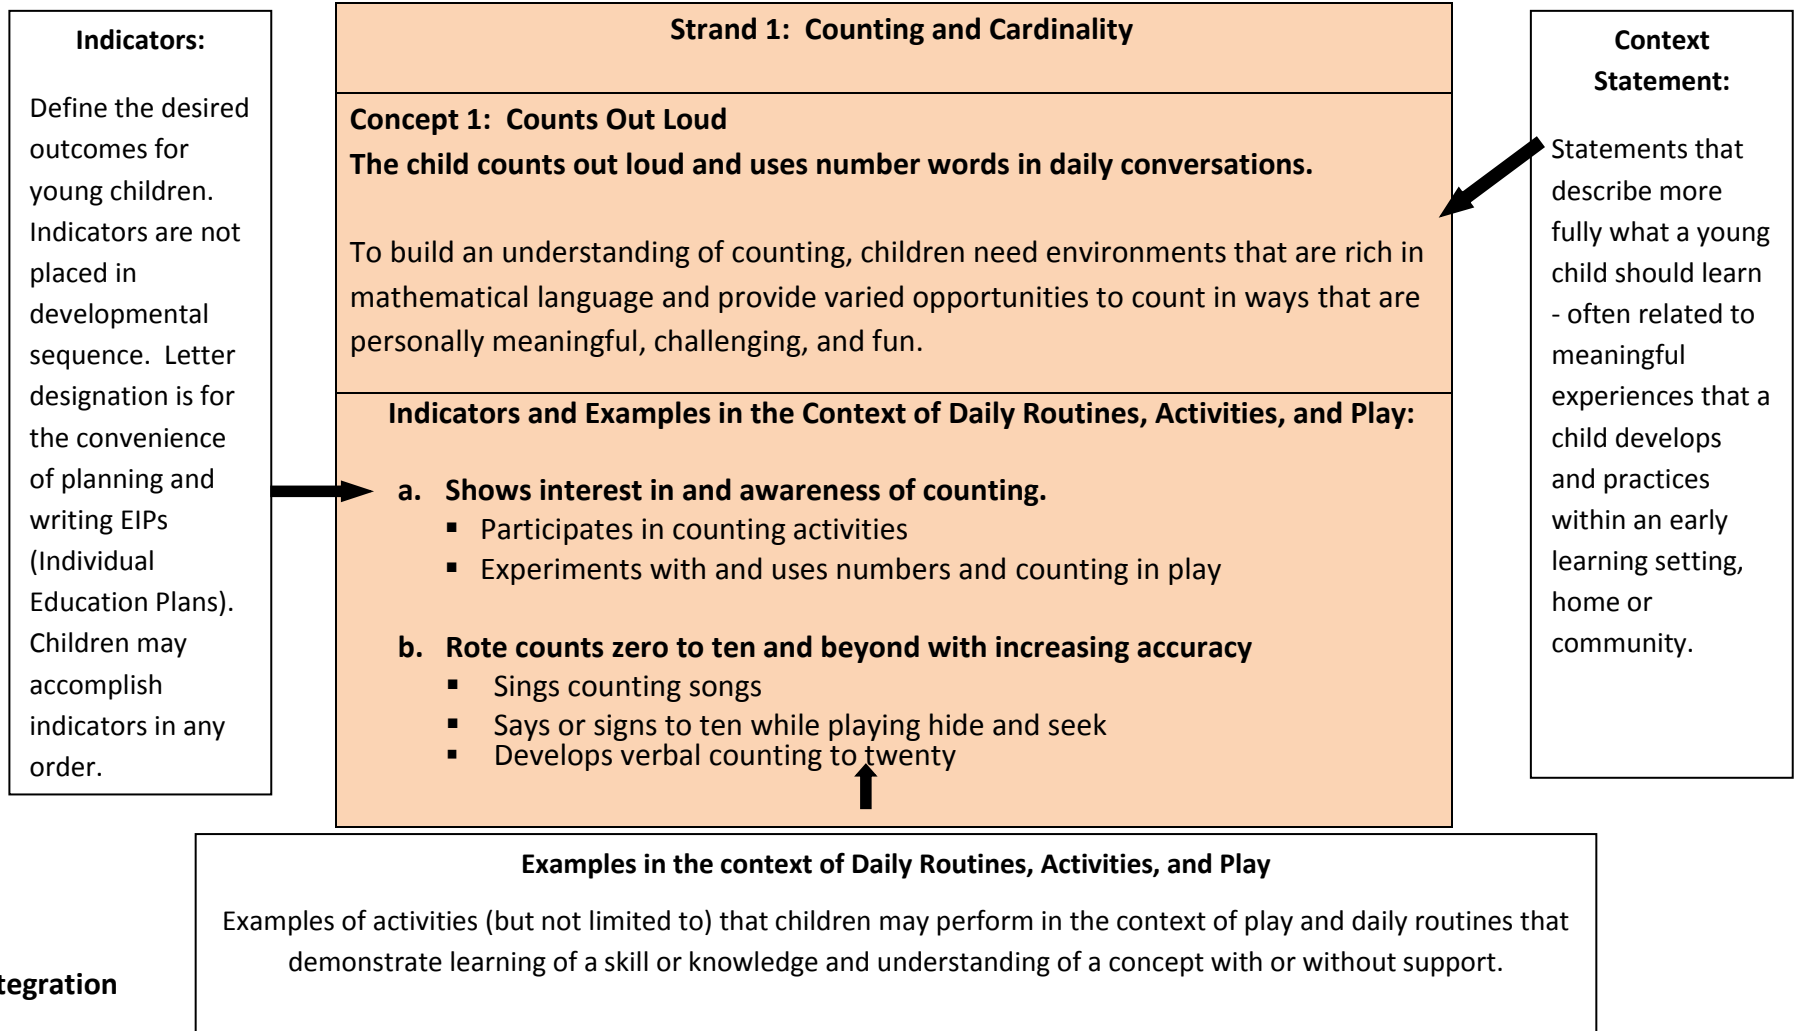 Indicators:
Define the desired
outcomes for
young children.
Indicators are not
placed in
developmental
sequence.  Letter
designation is for
the convenience
of planning and
writing EIPs
(Individual
Education Plans).
Children may
accomplish
indicators in any
order.
Strand 1:  Counting and Cardinality
Concept 1:  Counts Out Loud
The child counts out loud and uses number words in daily conversations.
To build an understanding of counting, children need environments that are rich in
mathematical language and provide varied opportunities to count in ways that are
personally meaningful, challenging, and fun.
Indicators and Examples in the Context of Daily Routines, Activities, and Play:
a. Shows interest in and awareness of counting.
▪ Participates in counting activities
▪ Experiments with and uses numbers and counting in play
b. Rote counts zero to ten and beyond with increasing accuracy
▪ Sings counting songs
▪ Says or signs to ten while playing hide and seek
▪ Develops verbal counting to twenty
Context
Statement:
Statements that
describe more
fully what a young
child should learn
- often related to
meaningful
experiences that a
child develops
and practices
within an early
learning setting,
home or
community.
Examples in the context of Daily Routines, Activities, and Play
Examples of activities (but not limited to) that children may perform in the context of play and daily routines that
demonstrate learning of a skill or knowledge and understanding of a concept with or without support.
tegration